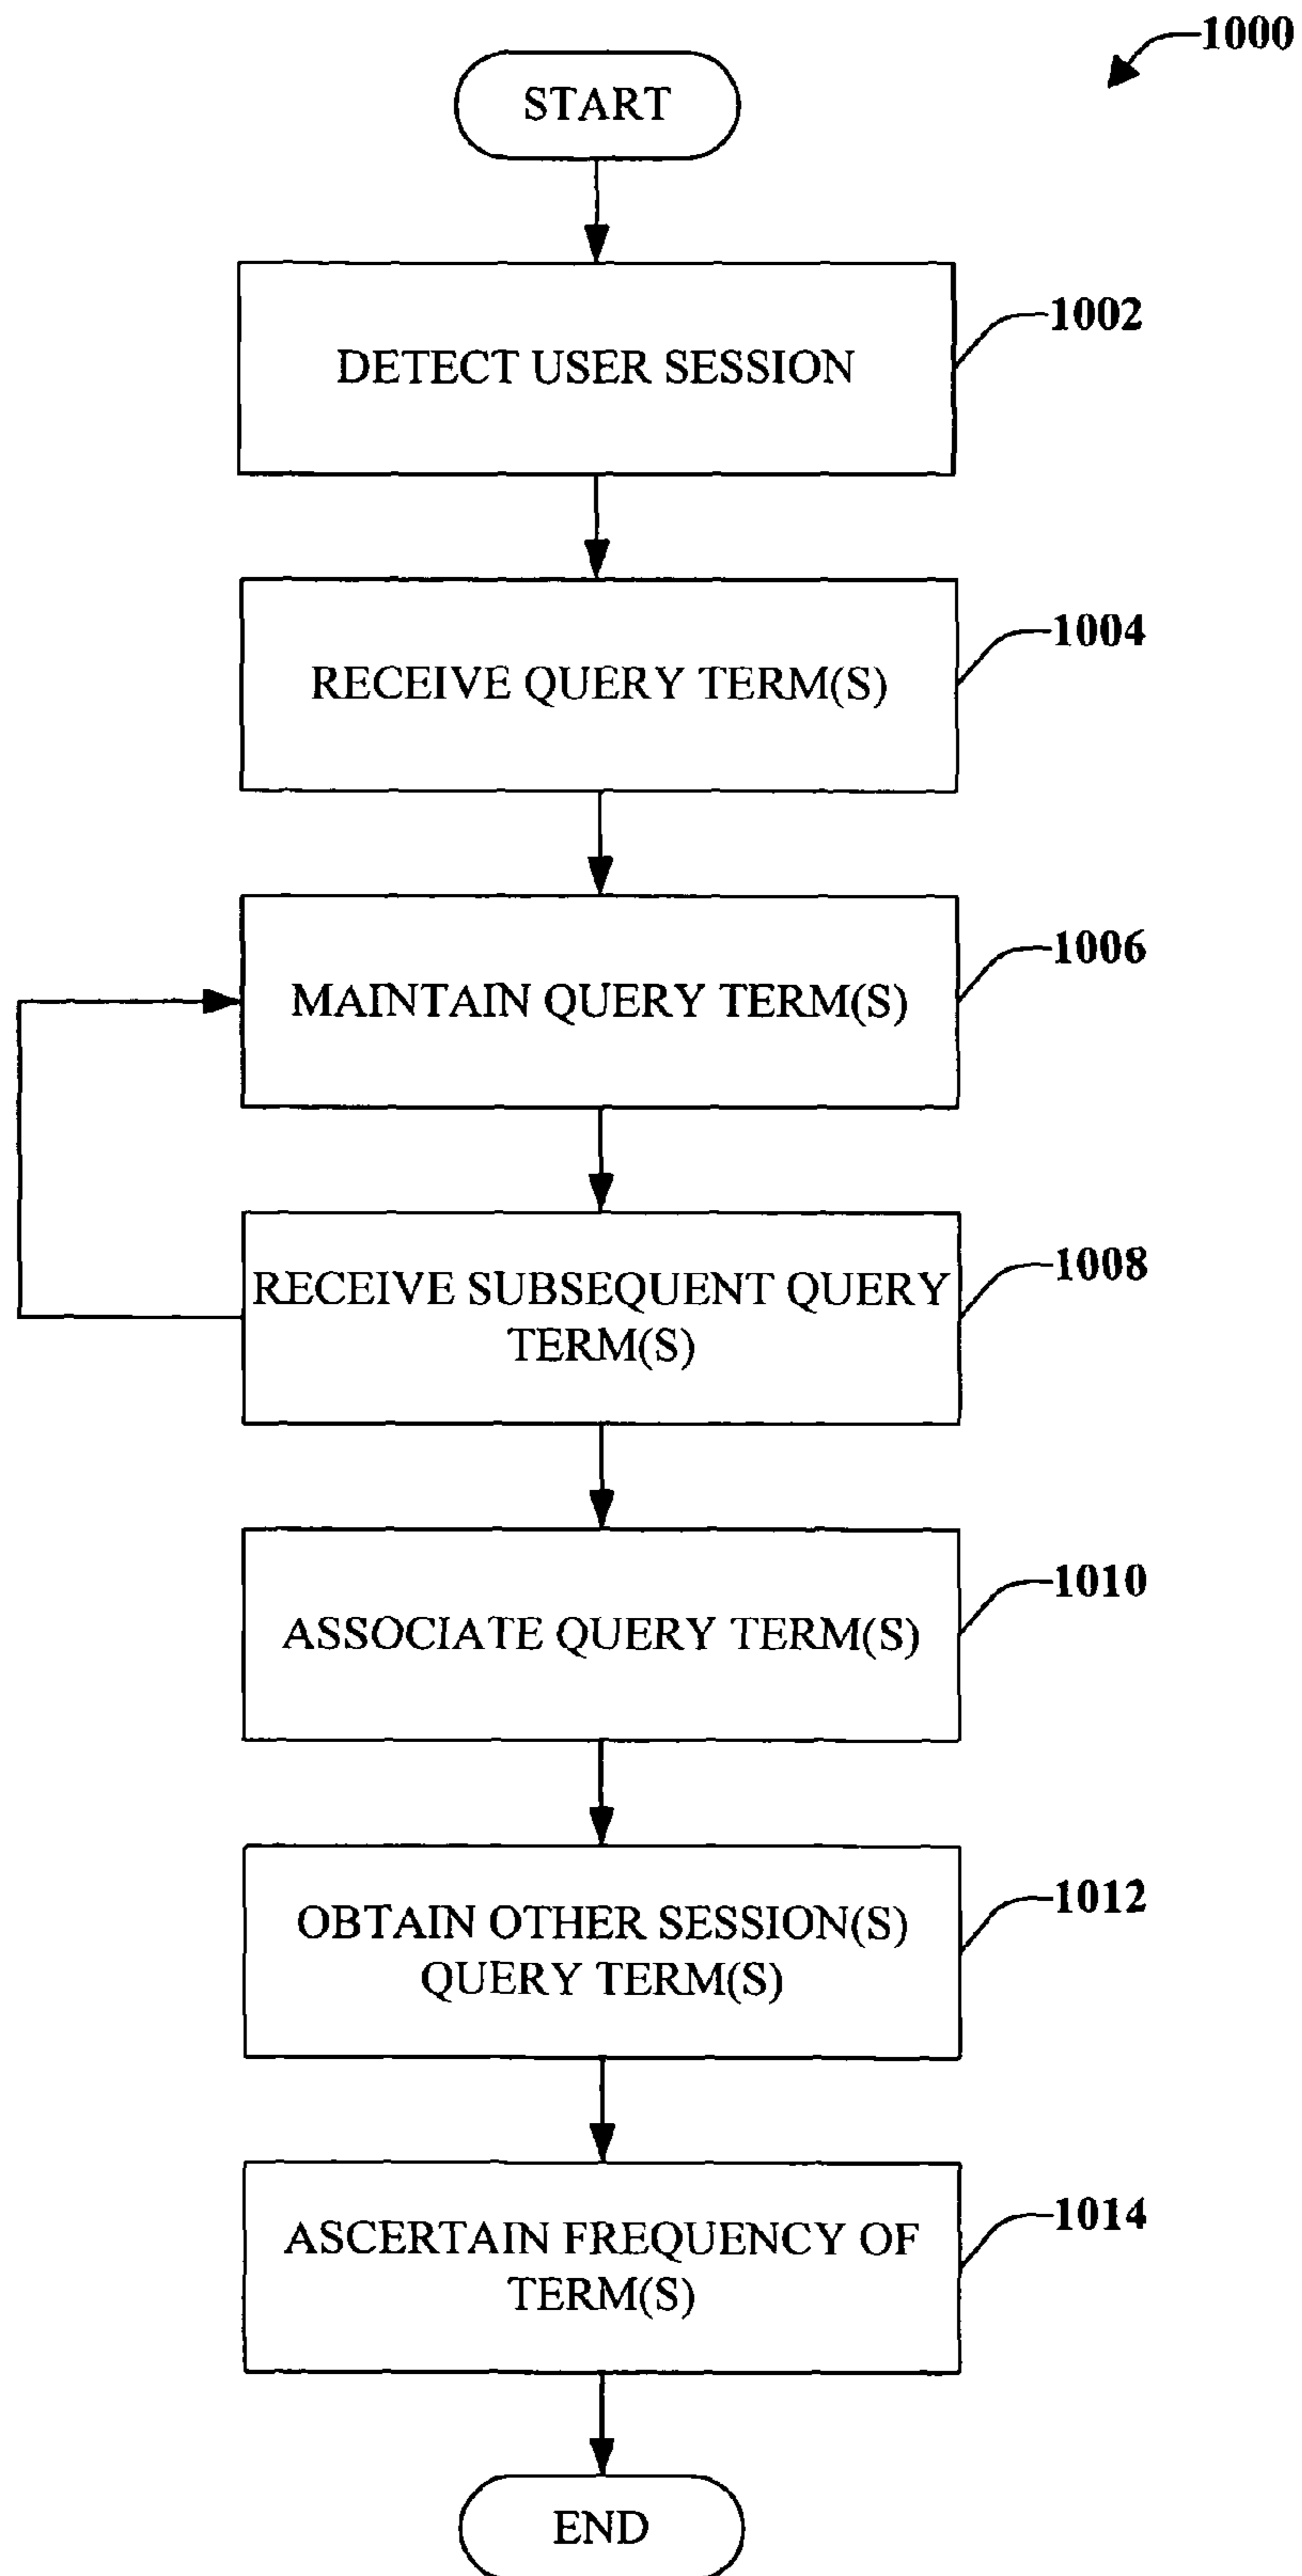 1000
START
DETECT USER SESSION
1002
RECEIVE QUERY TERM(S)
1004
MAINTAIN QUERY TERM(S)
1006
RECEIVE SUBSEQUENT QUERY
TERM(S)
1008
ASSOCIATE QUERY TERM(S)
1010
OBTAIN OTHER SESSION(S)
QUERY TERM(S)
1012
ASCERTAIN FREQUENCY OF
TERM(S)
1014
END